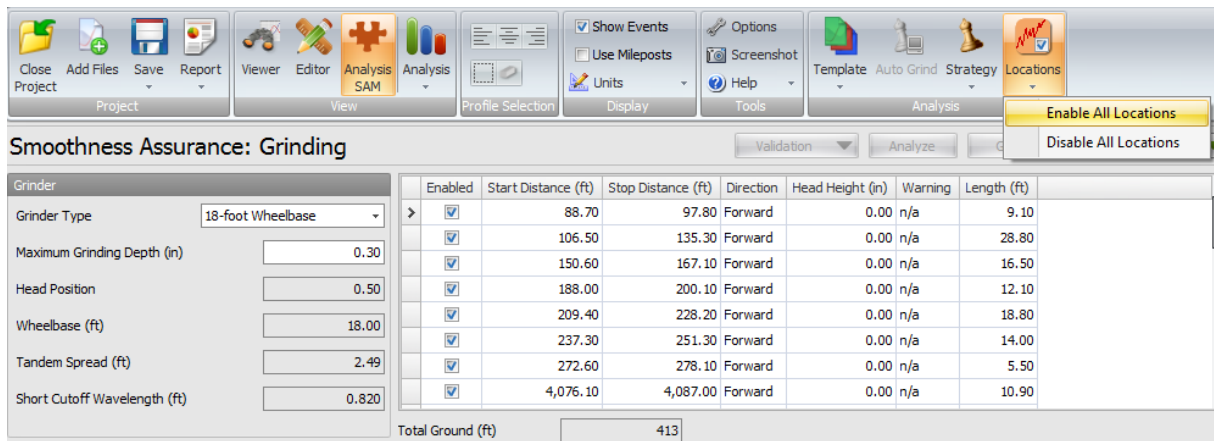 Close Project Add Files Save Report Viewer Editor Analysis SAM Analysis Show Events Use Mileposts Units Options Screenshot Help Template Auto Grind Strategy Locations
Project View Profile Selection Display Tools Analysis
Enable All Locations
Disable All Locations
Smoothness Assurance: Grinding
Validation Analyze G
Grinder
Grinder Type 18-foot Wheelbase
Maximum Grinding Depth (in) 0.30
Head Position 0.50
Wheelbase (ft) 18.00
Tandem Spread (ft) 2.49
Short Cutoff Wavelength (ft) 0.820
Enabled Start Distance (ft) Stop Distance (ft) Direction Head Height (in) Warning Length (ft)
88.70 97.80 Forward 0.00 n/a 9.10
106.50 135.30 Forward 0.00 n/a 28.80
150.60 167.10 Forward 0.00 n/a 16.50
188.00 200.10 Forward 0.00 n/a 12.10
209.40 228.20 Forward 0.00 n/a 18.80
237.30 251.30 Forward 0.00 n/a 14.00
272.60 278.10 Forward 0.00 n/a 5.50
4,076.10 4,087.00 Forward 0.00 n/a 10.90
Total Ground (ft) 413